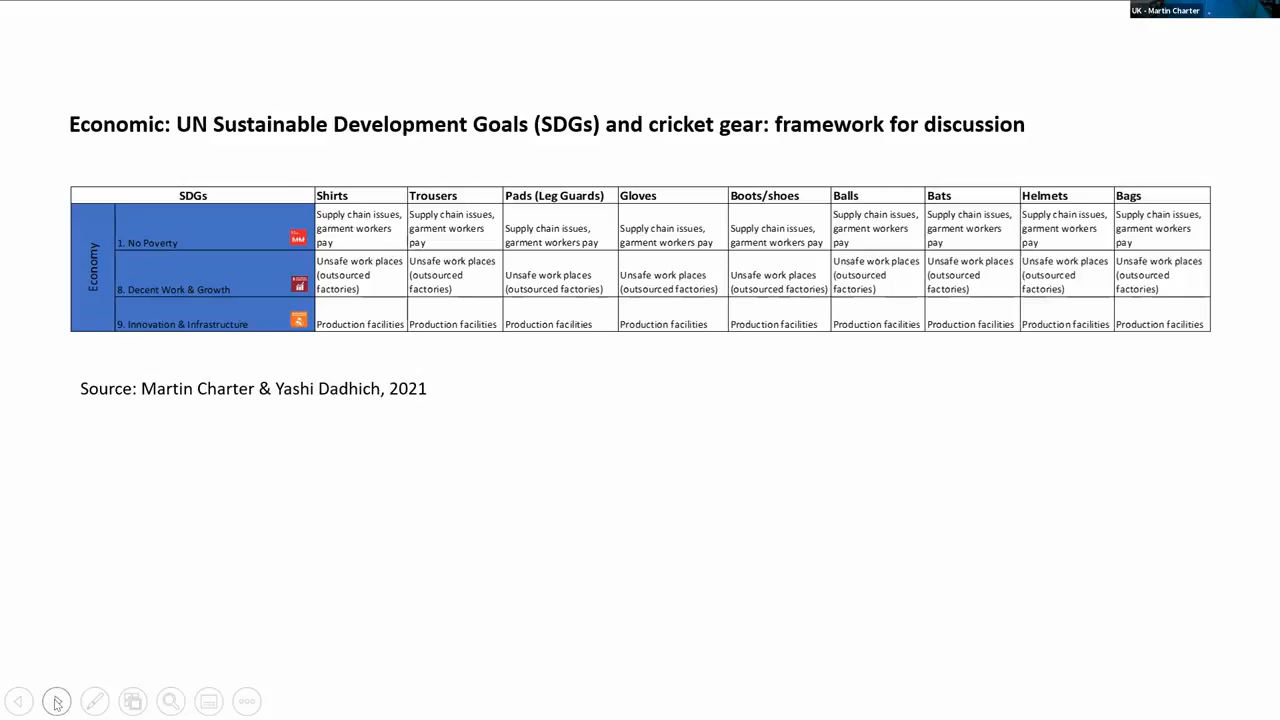 UK - Martin Charter
Economic: UN Sustainable Development Goals (SDGs) and cricket gear: framework for discussion
SDGs Shirts Trousers Pads (Leg Guards) Gloves Boots/shoes Balls Bats Helmets Bags
Economy
1. No Poverty
Supply chain issues,
garment workers
pay
Supply chain issues,
garment workers
pay
Supply chain issues,
garment workers pay
Supply chain issues,
garment workers pay
Supply chain issues,
garment workers pay
Supply chain issues,
garment workers
pay
Supply chain issues,
garment workers
pay
Supply chain issues,
garment workers
pay
Supply chain issues,
garment workers
pay
8. Decent Work & Growth
Unsafe work places
(outsourced
factories)
Unsafe work places
(outsourced
factories)
Unsafe work places
(outsourced factories)
Unsafe work places
(outsourced factories)
Unsafe work places
(outsourced factories)
Unsafe work places
(outsourced
factories)
Unsafe work places
(outsourced
factories)
Unsafe work places
(outsourced
factories)
Unsafe work places
(outsourced
factories)
9. Innovation & Infrastructure
Production facilities
Production facilities
Production facilities
Production facilities
Production facilities
Production facilities
Production facilities
Production facilities
Production facilities
Source: Martin Charter & Yashi Dadhich, 2021